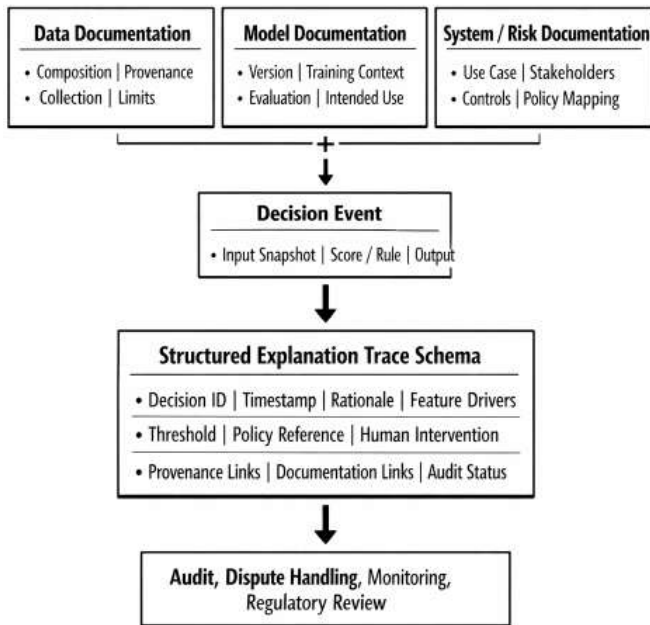 Data Documentation
• Composition | Provenance
• Collection | Limits
Model Documentation
• Version | Training Context
• Evaluation | Intended Use
System / Risk Documentation
• Use Case | Stakeholders
• Controls | Policy Mapping
+
Decision Event
• Input Snapshot | Score / Rule | Output
Structured Explanation Trace Schema
• Decision ID | Timestamp | Rationale | Feature Drivers
• Threshold | Policy Reference | Human Intervention
• Provenance Links | Documentation Links | Audit Status
Audit, Dispute Handling, Monitoring,
Regulatory Review